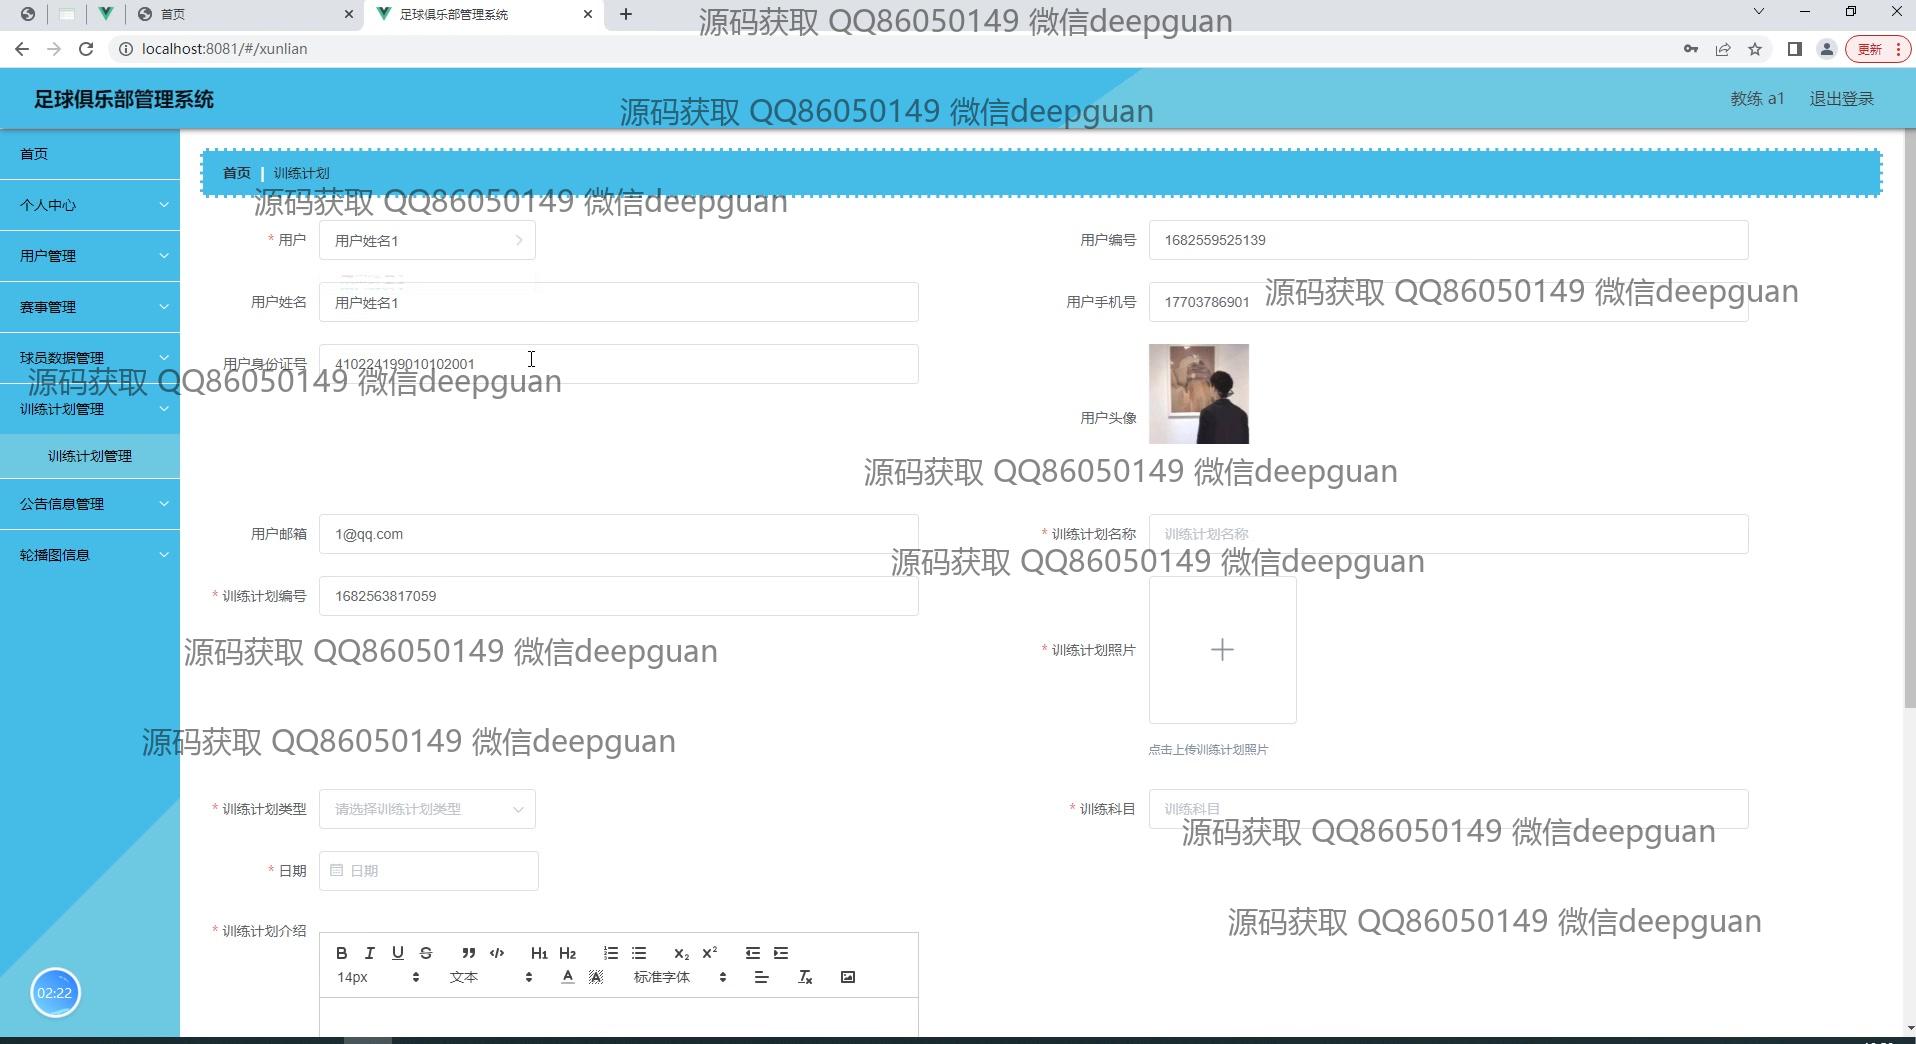 首页
足球俱乐部管理系统
源码获取 QQ86050149 微信deepguan
localhost:8081/#/xunlian
更新
足球俱乐部管理系统
源码获取 QQ86050149 微信deepguan
教练 a1
退出登录
首页
个人中心
用户管理
赛事管理
球员数据管理
训练计划管理
训练计划管理
公告信息管理
轮播图信息
首页
训练计划
源码获取 QQ86050149 微信deepguan
* 用户
用户姓名1
用户编号
1682559525139
用户姓名
用户姓名1
用户手机号
17703786901
源码获取 QQ86050149 微信deepguan
用户身份证号
410224199010102001
源码获取 QQ86050149 微信deepguan
用户头像
源码获取 QQ86050149 微信deepguan
用户邮箱
1@qq.com
* 训练计划名称
训练计划名称
源码获取 QQ86050149 微信deepguan
* 训练计划编号
1682563817059
* 训练计划照片
源码获取 QQ86050149 微信deepguan
源码获取 QQ86050149 微信deepguan
点击上传训练计划照片
* 训练计划类型
请选择训练计划类型
* 训练科目
训练科目
源码获取 QQ86050149 微信deepguan
* 日期
日期
源码获取 QQ86050149 微信deepguan
* 训练计划介绍
B I U S H1 H2 X2 X2
14px
文本
A
A
标准字体
Tx
02:22